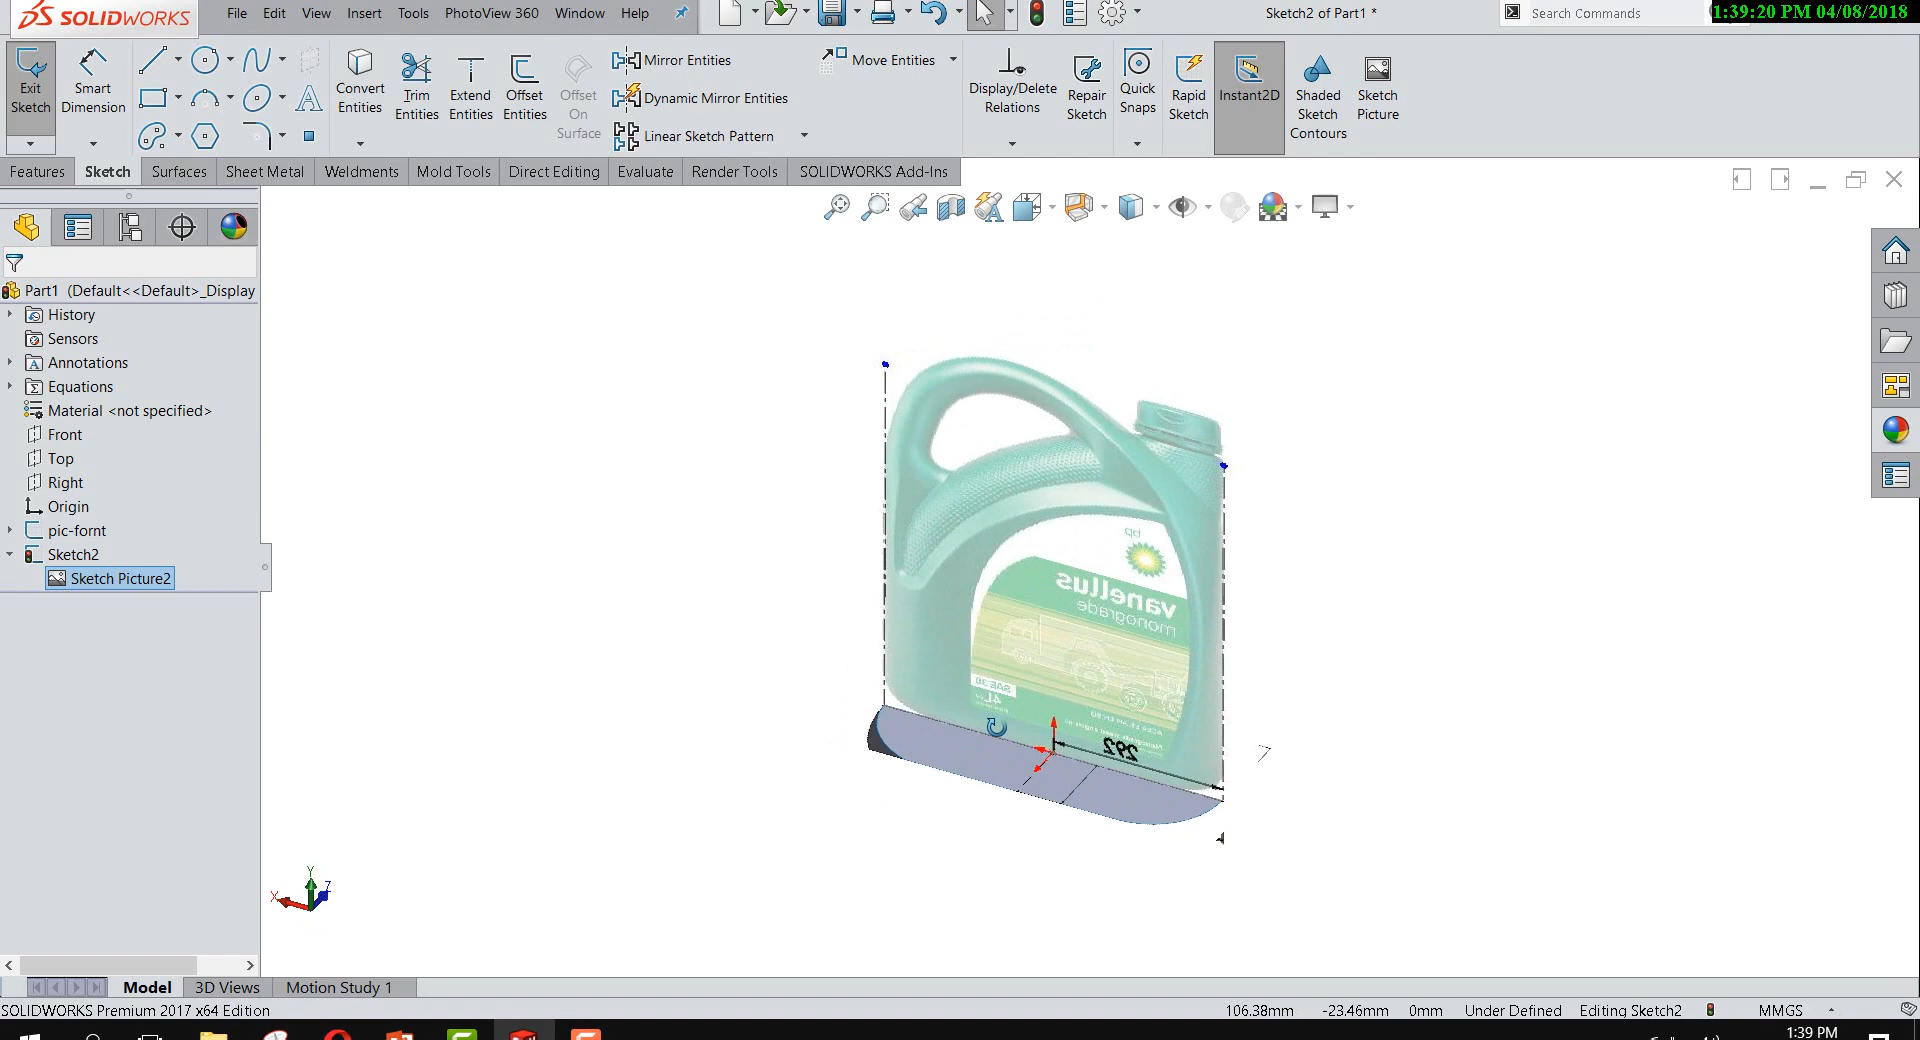 SOLIDWORKS
File Edit View Insert Tools PhotoView 360 Window Help
Sketch2 of Part1 *
Search Commands
1:39:20 PM 04/08/2018
Exit Sketch
Smart Dimension
Convert Entities
Trim Entities
Extend Entities
Offset Entities
Offset On Surface
Mirror Entities
Dynamic Mirror Entities
Linear Sketch Pattern
Move Entities
Display/Delete Relations
Repair Sketch
Quick Snaps
Rapid Sketch
Instant2D
Shaded Sketch Contours
Sketch Picture
Features Sketch Surfaces Sheet Metal Weldments Mold Tools Direct Editing Evaluate Render Tools SOLIDWORKS Add-Ins
Part1 (Default<<Default>_Display
History
Sensors
Annotations
Equations
Material <not specified>
Front
Top
Right
Origin
pic-fornt
Sketch2
Sketch Picture2
bp
vanellus
monograde
SAE 30
4L
292
Y
X
Z
Model 3D Views Motion Study 1
SOLIDWORKS Premium 2017 x64 Edition
106.38mm -23.46mm 0mm Under Defined Editing Sketch2 MMGS
1:39 PM